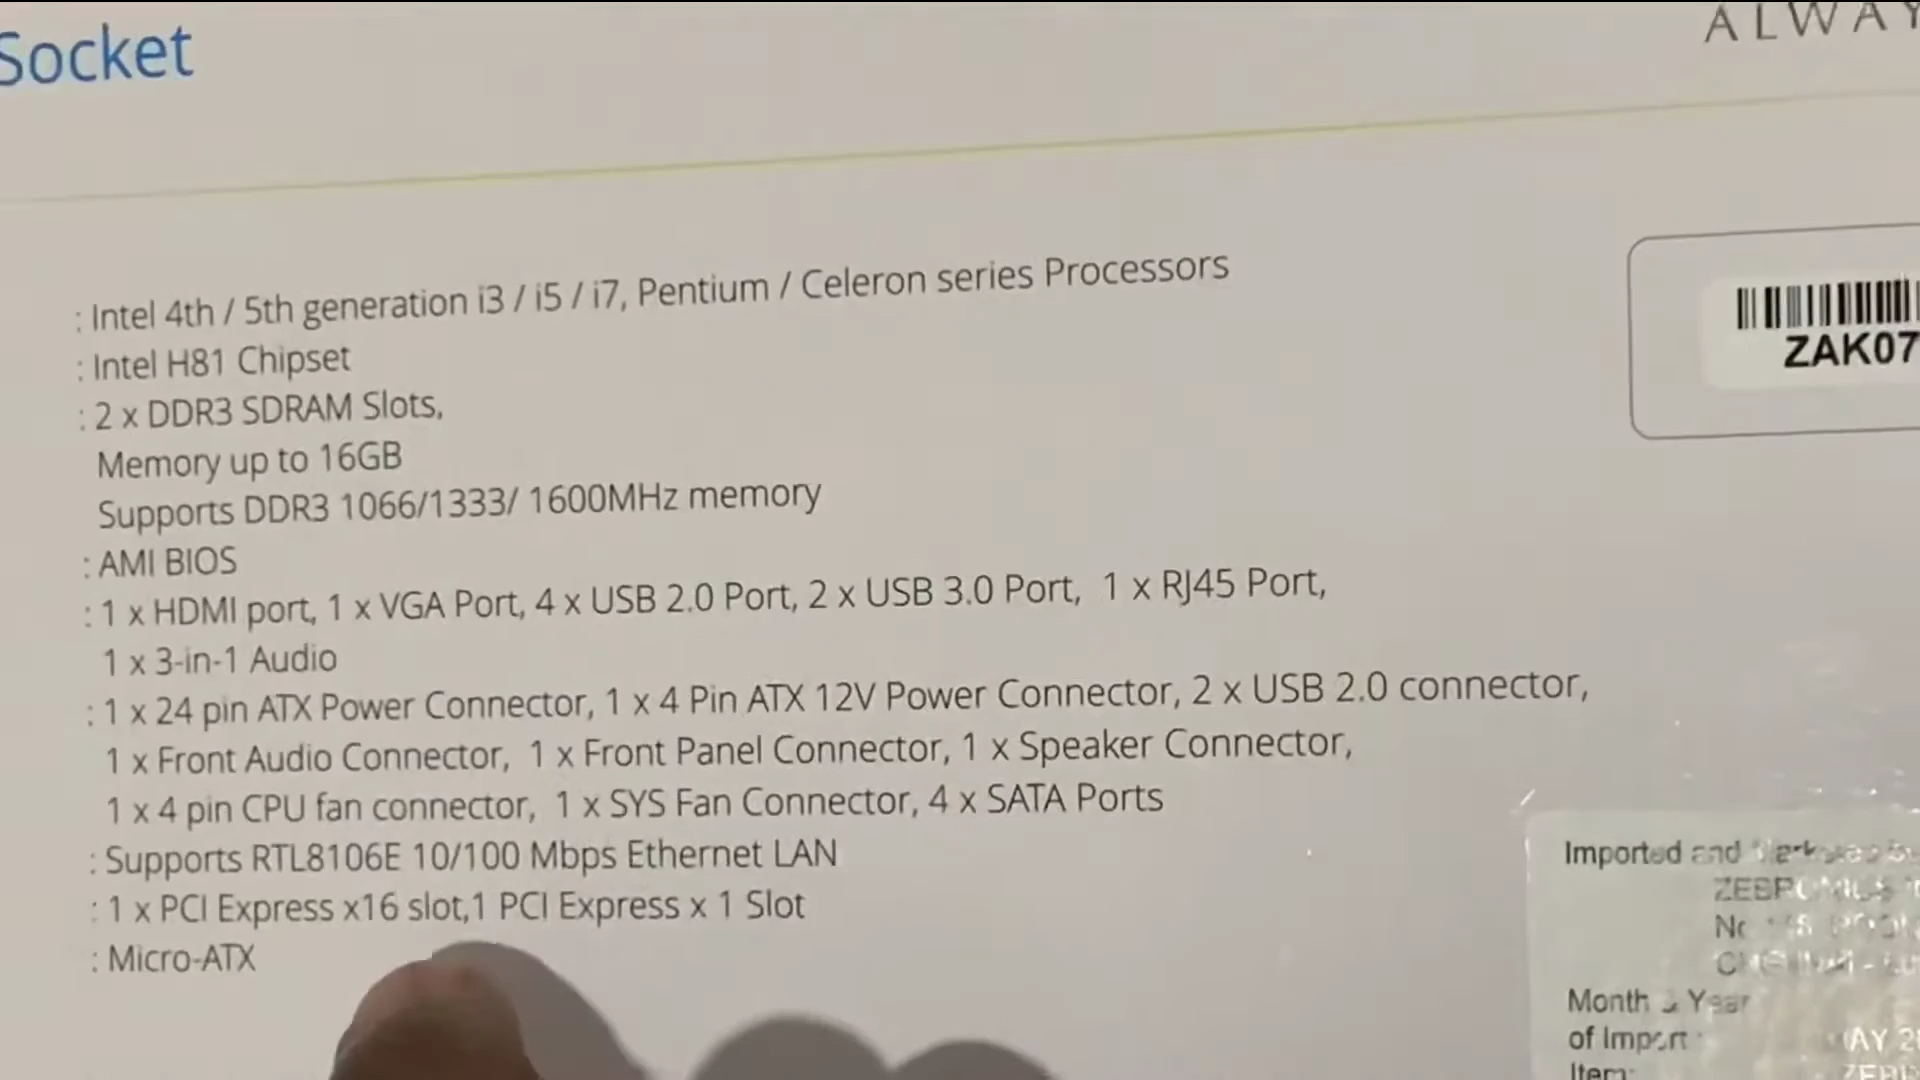 Socket
ALWAY
: Intel 4th / 5th generation i3 / i5 / i7, Pentium / Celeron series Processors
: Intel H81 Chipset
: 2 x DDR3 SDRAM Slots,
Memory up to 16GB
Supports DDR3 1066/1333/ 1600MHz memory
: AMI BIOS
: 1 x HDMI port, 1 x VGA Port, 4 x USB 2.0 Port, 2 x USB 3.0 Port, 1 x RJ45 Port,
1 x 3-in-1 Audio
: 1 x 24 pin ATX Power Connector, 1 x 4 Pin ATX 12V Power Connector, 2 x USB 2.0 connector,
1 x Front Audio Connector, 1 x Front Panel Connector, 1 x Speaker Connector,
1 x 4 pin CPU fan connector, 1 x SYS Fan Connector, 4 x SATA Ports
: Supports RTL8106E 10/100 Mbps Ethernet LAN
: 1 x PCI Express x16 slot,1 PCI Express x 1 Slot
: Micro-ATX
ZAK07
Imported and
Month & Year
of Import :
Item: